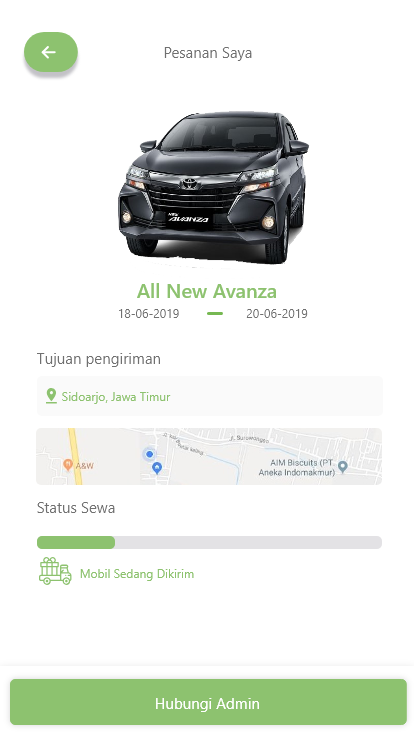 Pesanan Saya
NEW
AVANZA
All New Avanza
18-06-2019
20-06-2019
Tujuan pengiriman
Sidoarjo, Jawa Timur
A&W
AIM Biscuits (PT.
Aneka Indomakmur)
Status Sewa
Mobil Sedang Dikirim
Hubungi Admin